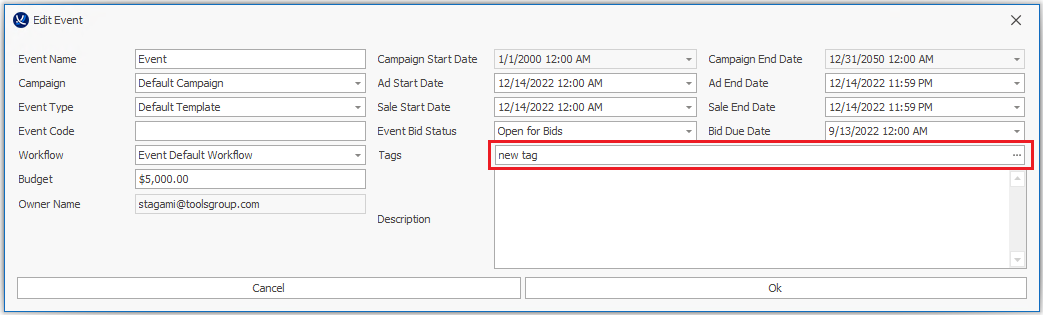 Edit Event
Event Name Event Campaign Start Date 1/1/2000 12:00 AM Campaign End Date 12/31/2050 12:00 AM
Campaign Default Campaign Ad Start Date 12/14/2022 12:00 AM Ad End Date 12/14/2022 11:59 PM
Event Type Default Template Sale Start Date 12/14/2022 12:00 AM Sale End Date 12/14/2022 11:59 PM
Event Code Event Bid Status Open for Bids Bid Due Date 9/13/2022 12:00 AM
Workflow Event Default Workflow Tags new tag ...
Budget $5,000.00
Owner Name stagami@toolsgroup.com
Description
Cancel Ok